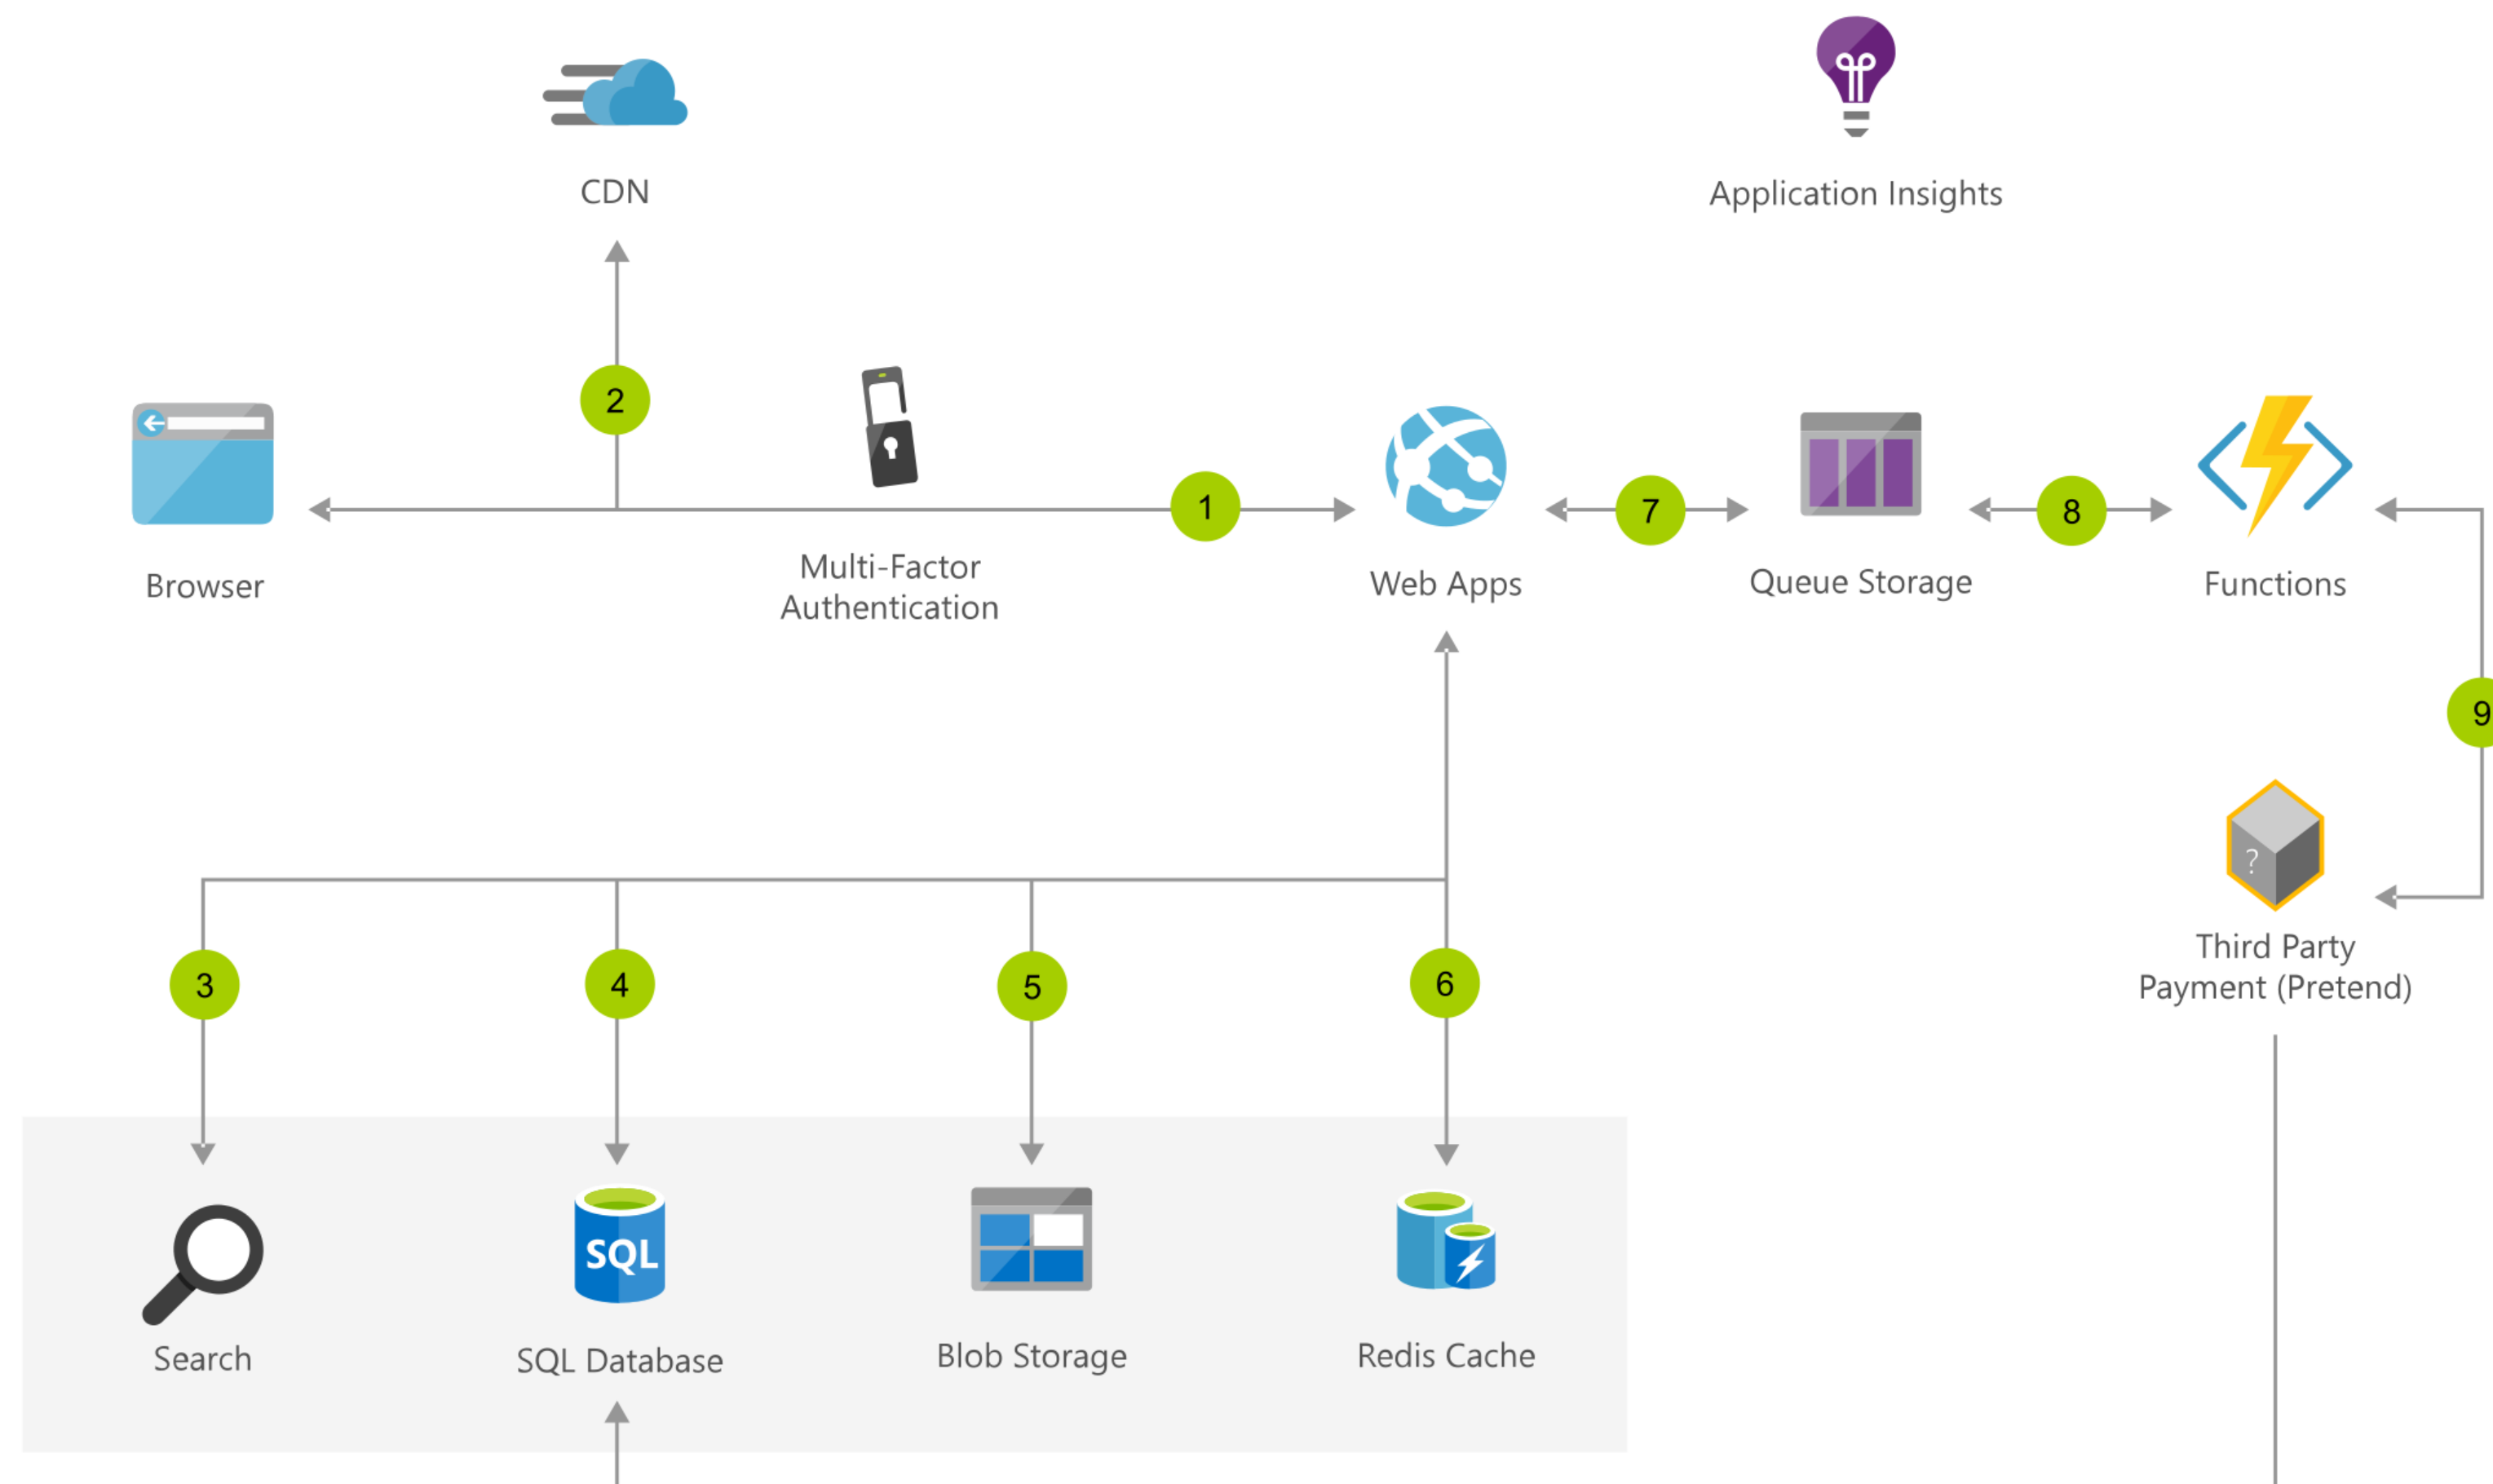 CDN
Application Insights
2
1
7
8
Browser
Multi-Factor
Authentication
Web Apps
Queue Storage
Functions
9
?
Third Party
Payment (Pretend)
3
4
5
6
SQL
Search
SQL Database
Blob Storage
Redis Cache